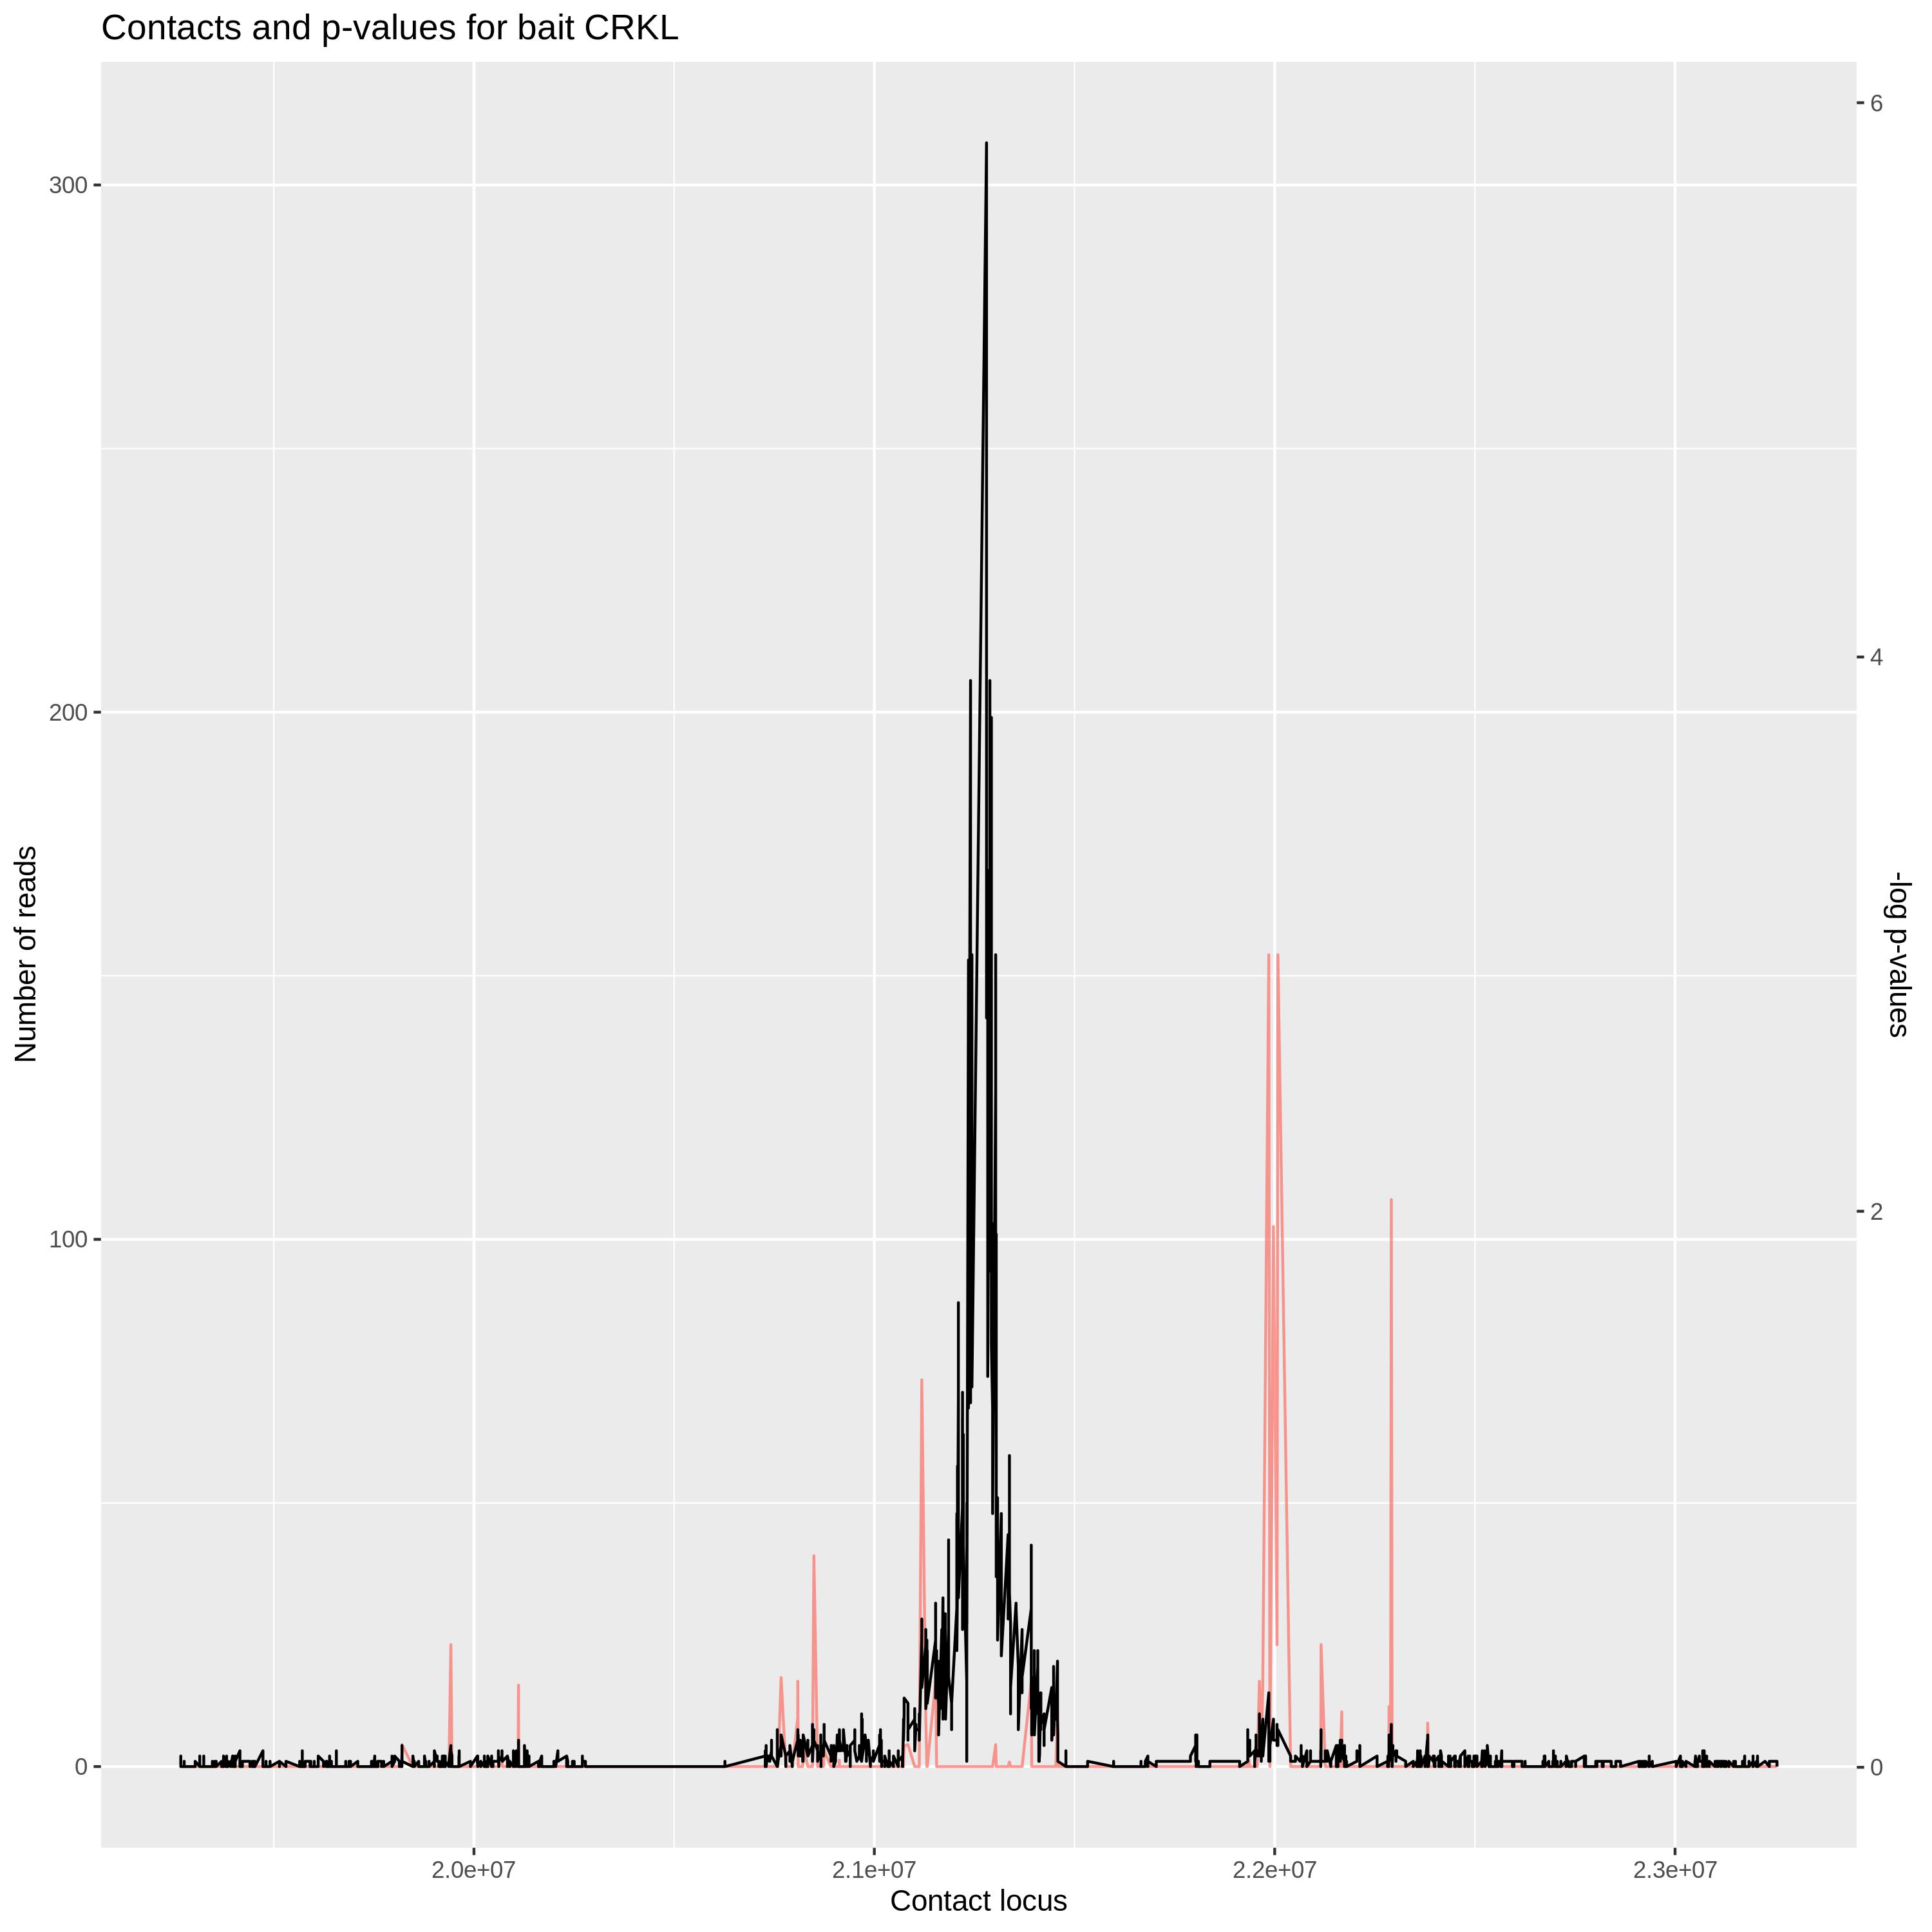 Contacts and p-values for bait CRKL
6
300
4
200
Number of reads
-log p-values
2
100
0
0
2.0e+07
2.1e+07
2.2e+07
2.3e+07
Contact locus